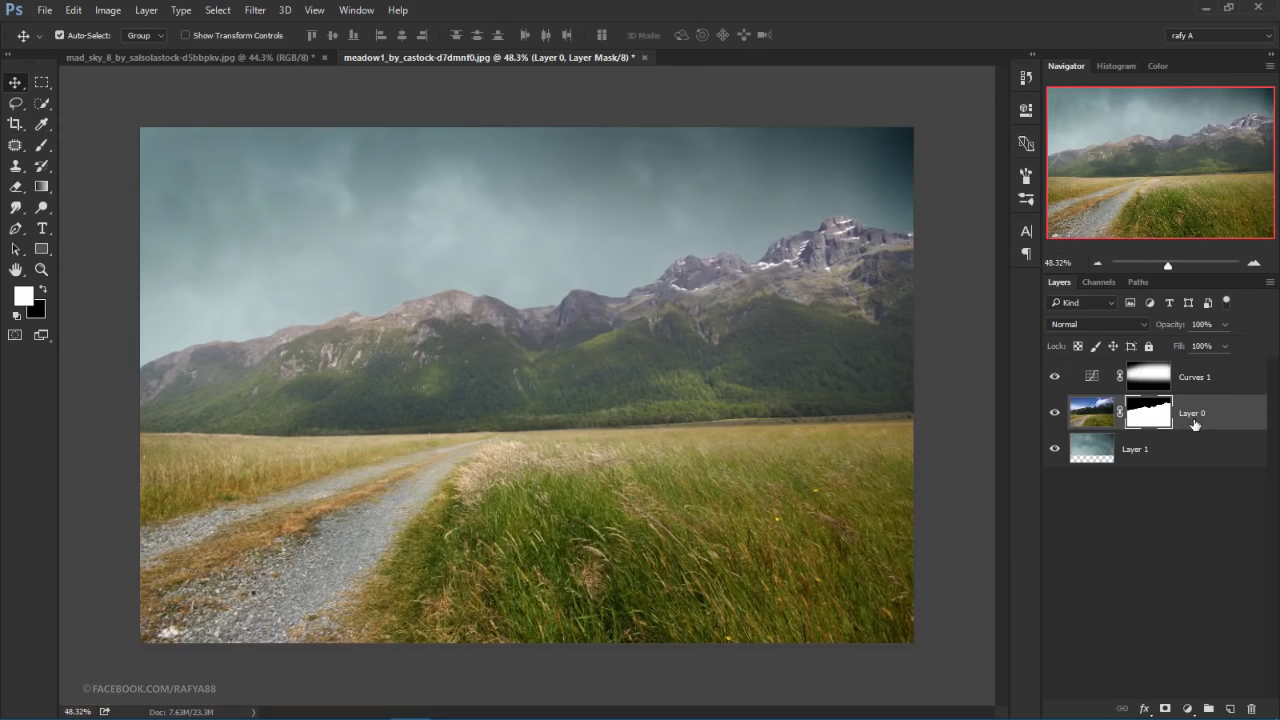 Ps File Edit Image Layer Type Select Filter 3D View Window Help
Auto-Select: Group Show Transform Controls 3D Mode: rafy A
mad_sky_8_by_salsolastock-d5bbpkv.jpg @ 44.3% (RGB/8) * × meadow1_by_castock-d7dmnf0.jpg @ 48.3% (Layer 0, Layer Mask/8) * ×
Navigator Histogram Color
48.32%
Layers Channels Paths
Kind
Normal Opacity: 100%
Lock: Fill: 100%
Curves 1
Layer 0
Layer 1
©FACEBOOK.COM/RAFYA88
48.32% Doc: 7.63M/23.3M
fx